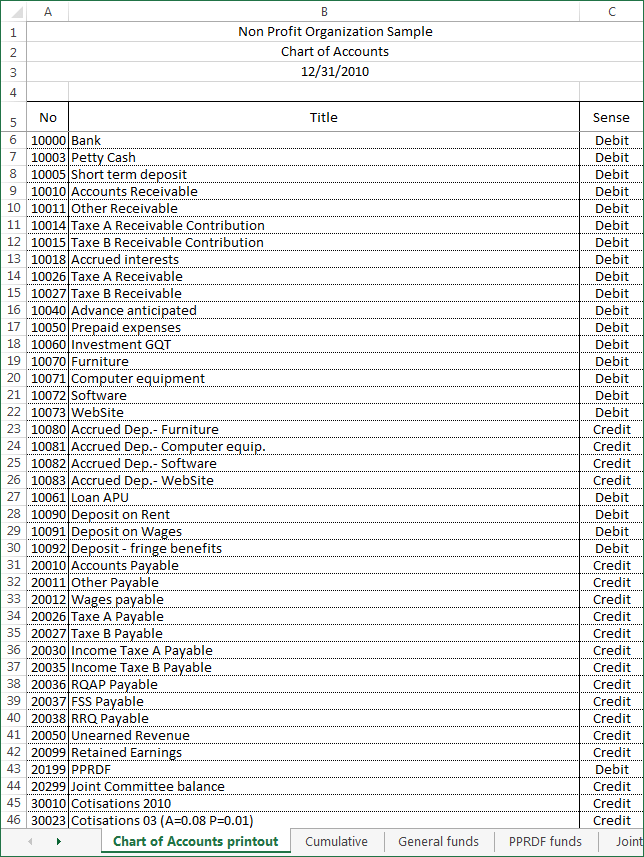 A B C
1 Non Profit Organization Sample
2 Chart of Accounts
3 12/31/2010
4
5 No Title Sense
6 10000 Bank Debit
7 10003 Petty Cash Debit
8 10005 Short term deposit Debit
9 10010 Accounts Receivable Debit
10 10011 Other Receivable Debit
11 10014 Taxe A Receivable Contribution Debit
12 10015 Taxe B Receivable Contribution Debit
13 10018 Accrued interests Debit
14 10026 Taxe A Receivable Debit
15 10027 Taxe B Receivable Debit
16 10040 Advance anticipated Debit
17 10050 Prepaid expenses Debit
18 10060 Investment GQT Debit
19 10070 Furniture Debit
20 10071 Computer equipment Debit
21 10072 Software Debit
22 10073 WebSite Debit
23 10080 Accrued Dep.- Furniture Credit
24 10081 Accrued Dep.- Computer equip. Credit
25 10082 Accrued Dep.- Software Credit
26 10083 Accrued Dep.- WebSite Credit
27 10061 Loan APU Debit
28 10090 Deposit on Rent Debit
29 10091 Deposit on Wages Debit
30 10092 Deposit - fringe benefits Debit
31 20010 Accounts Payable Credit
32 20011 Other Payable Credit
33 20012 Wages payable Credit
34 20026 Taxe A Payable Credit
35 20027 Taxe B Payable Credit
36 20030 Income Taxe A Payable Credit
37 20035 Income Taxe B Payable Credit
38 20036 RQAP Payable Credit
39 20037 FSS Payable Credit
40 20038 RRQ Payable Credit
41 20050 Unearned Revenue Credit
42 20099 Retained Earnings Credit
43 20199 PPRDF Debit
44 20299 Joint Committee balance Credit
45 30010 Cotisations 2010 Credit
46 30023 Cotisations 03 (A=0.08 P=0.01) Credit
Chart of Accounts printout Cumulative General funds PPRDF funds Joint